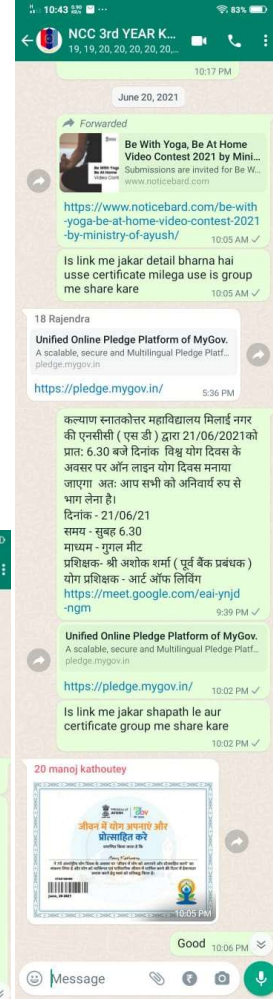 10:43
83%
NCC 3rd YEAR K...
19, 19, 20, 20, 20, 20, 20,...
10:17 PM
June 20, 2021
Forwarded
Be With Yoga, Be At Home
Video Contest 2021 by Mini...
Submissions are invited for Be W...
www.noticebard.com
https://www.noticebard.com/be-with
-yoga-be-at-home-video-contest-2021
-by-ministry-of-ayush/
10:05 AM
Is link me jakar detail bharna hai
usse certificate milega use is group
me share kare
10:05 AM
18 Rajendra
Unified Online Pledge Platform of MyGov.
A scalable, secure and Multilingual Pledge Platf...
pledge.mygov.in
https://pledge.mygov.in/
5:36 PM
कल्याण स्नातकोत्तर महाविद्यालय भिलाई नगर
की एनसीसी ( एस डी ) द्वारा 21/06/2021को
प्रात: 6.30 बजे दिनांक विश्व योग दिवस के
अवसर पर ऑन लाइन योग दिवस मनाया
जाएगा अतः आप सभी को अनिवार्य रुप से
भाग लेना है।
दिनांक - 21/06/21
समय - सुबह 6.30
माध्यम - गुगल मीट
प्रशिक्षक- श्री अशोक शर्मा ( पूर्व बैंक प्रबंधक )
योग प्रशिक्षक - आर्ट ऑफ लिविंग
https://meet.google.com/eai-ynjd
-ngm
9:39 PM
Unified Online Pledge Platform of MyGov.
A scalable, secure and Multilingual Pledge Platf...
pledge.mygov.in
https://pledge.mygov.in/
10:02 PM
Is link me jakar shapath le aur
certificate group me share kare
10:02 PM
20 manoj kathoutey
जीवन में योग अपनाएं और
प्रोत्साहित करे
10:05 PM
Good
10:06 PM
Message